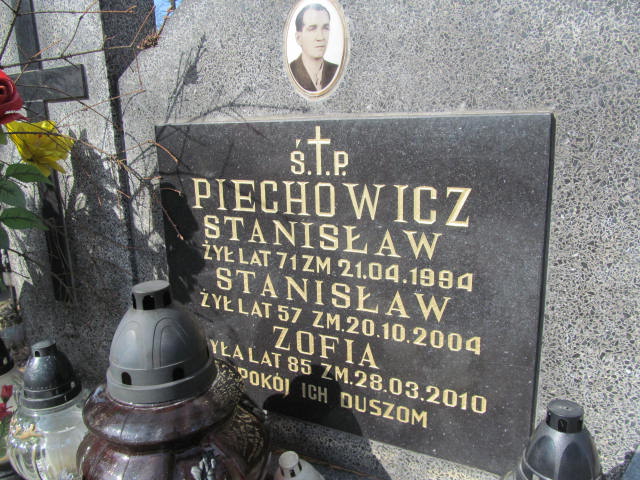 Ś.†P.
PIECHOWICZ
STANISŁAW
ŻYŁ LAT 71 ZM. 21.04.1994
STANISŁAW
ŻYŁ LAT 57 ZM. 20.10.2004
ZOFIA
YŁA LAT 85 ZM. 28.03.2010
POKÓJ ICH DUSZOM